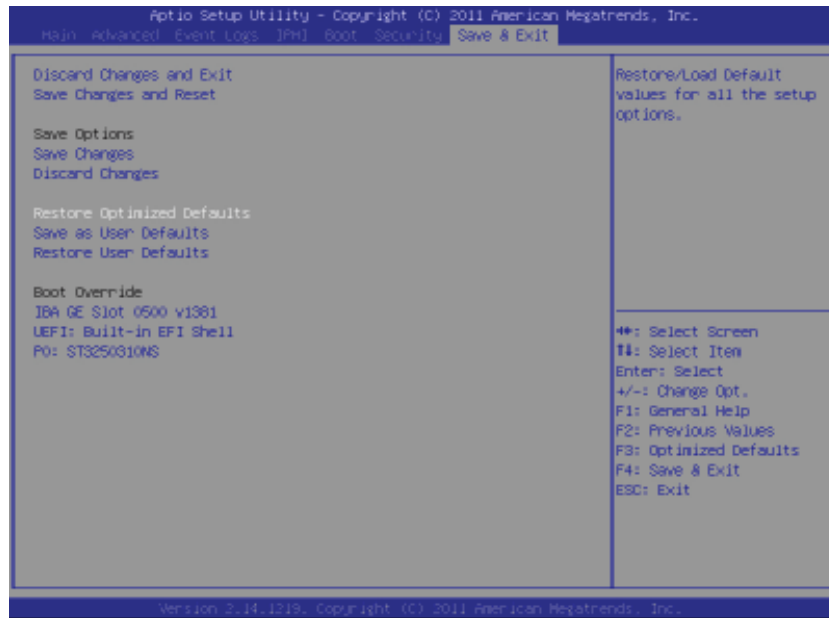 Aptio Setup Utility - Copyright (C) 2011 American Megatrends, Inc.
Main Advanced Event Logs IPMI Boot Security Save & Exit
Discard Changes and Exit
Save Changes and Reset
Save Options
Save Changes
Discard Changes
Restore Optimized Defaults
Save as User Defaults
Restore User Defaults
Boot Override
IBA GE Slot 0500 v1381
UEFI: Built-in EFI Shell
P0: ST3250310NS
Restore/Load Default
values for all the setup
options.
↔: Select Screen
↑↓: Select Item
Enter: Select
+/-: Change Opt.
F1: General Help
F2: Previous Values
F3: Optimized Defaults
F4: Save & Exit
ESC: Exit
Version 2.14.1219. Copyright (C) 2011 American Megatrends, Inc.